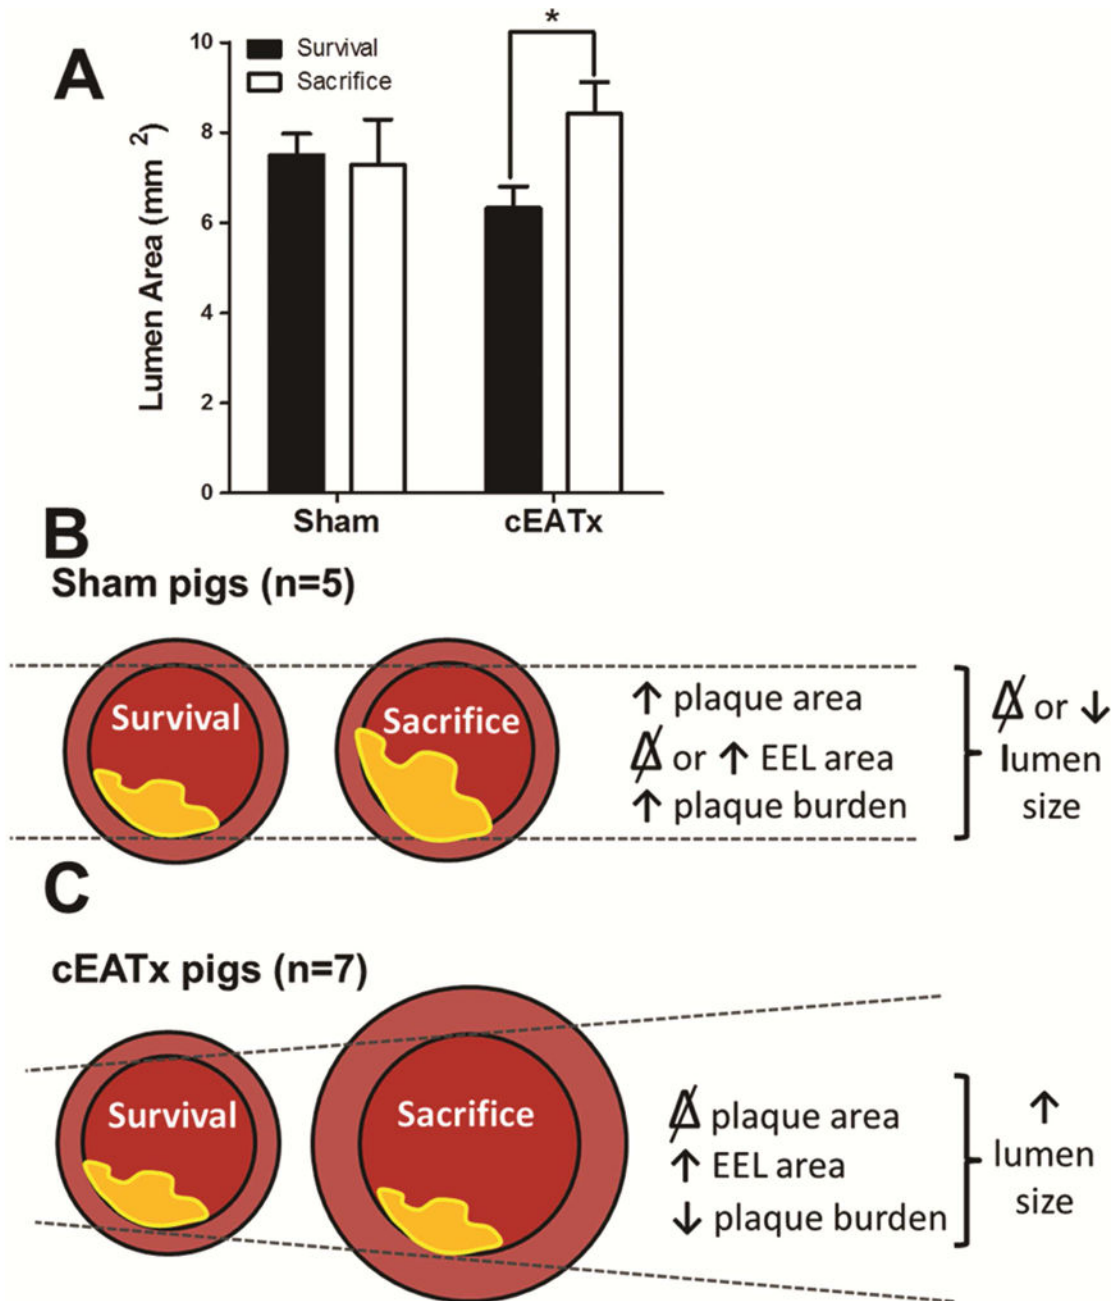 A
*
10
8
6
4
2
0
Lumen Area (mm 2)
Survival
Sacrifice
Sham
cEATx
B
Sham pigs (n=5)
Survival
Sacrifice
↑ plaque area
Δ̸ or ↑ EEL area
↑ plaque burden
Δ̸ or ↓
lumen
size
C
cEATx pigs (n=7)
Survival
Sacrifice
Δ̸ plaque area
↑ EEL area
↓ plaque burden
↑
lumen
size